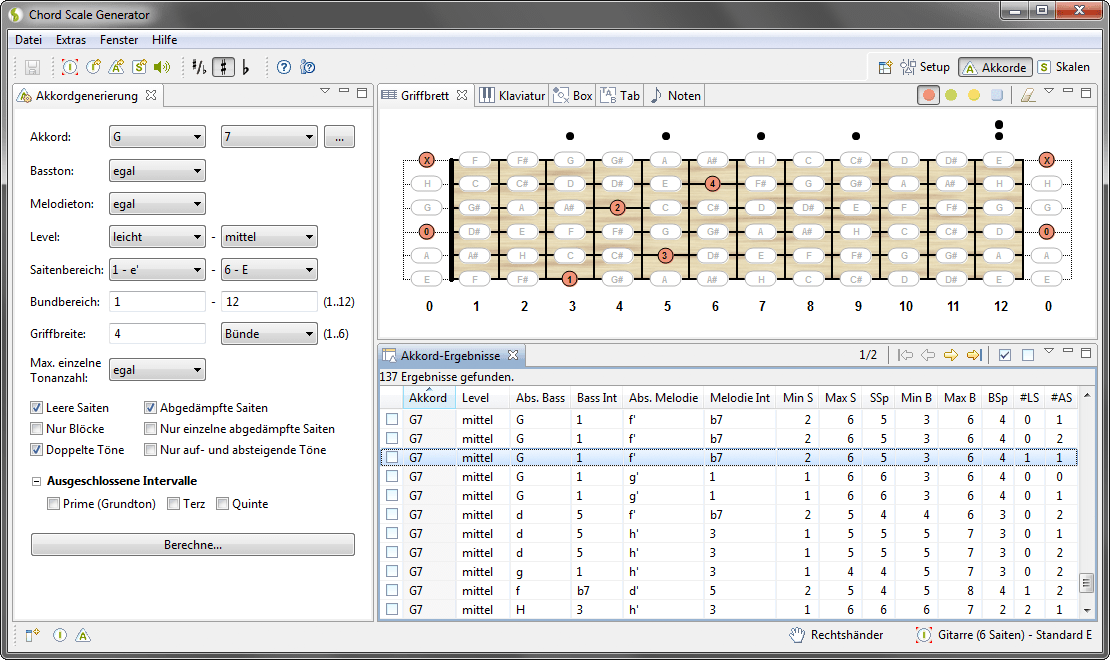 Chord Scale Generator
Datei Extras Fenster Hilfe
Setup Akkorde Skalen
Akkordgenerierung
Akkord: G 7 ...
Basston: egal
Melodieton: egal
Level: leicht - mittel
Saitenbereich: 1 - e' - 6 - E
Bundbereich: 1 - 12 (1..12)
Griffbreite: 4 Bünde (1..6)
Max. einzelne
Tonanzahl: egal
Leere Saiten Abgedämpfte Saiten
Nur Blöcke Nur einzelne abgedämpfte Saiten
Doppelte Töne Nur auf- und absteigende Töne
Ausgeschlossene Intervalle
Prime (Grundton) Terz Quinte
Berechne...
Griffbrett Klaviatur Box Tab Noten
X F F# G G# A A# H C C# D D# E X
H C C# D D# E 4 F# G G# A A# H H
G G# A A# 2 C C# D D# E F F# G G
0 D# E F F# G G# A A# H C C# D 0
A A# H C C# 3 D# E F F# G G# A A
E F F# 1 G# A A# H C C# D D# E E
0 1 2 3 4 5 6 7 8 9 10 11 12 0
Akkord-Ergebnisse 1/2
137 Ergebnisse gefunden.
Akkord Level Abs. Bass Bass Int Abs. Melodie Melodie Int Min S Max S SSp Min B Max B BSp #LS #AS
G7 mittel G 1 f' b7 2 6 5 3 6 4 0 1
G7 mittel G 1 f' b7 2 6 5 3 6 4 0 2
G7 mittel G 1 f' b7 2 6 5 3 6 4 1 1
G7 mittel G 1 g' 1 1 6 6 3 6 4 0 0
G7 mittel G 1 g' 1 1 6 6 3 6 4 0 1
G7 mittel d 5 f' b7 2 5 4 4 6 3 0 2
G7 mittel d 5 h' 3 1 5 5 5 7 3 0 1
G7 mittel d 5 h' 3 1 5 5 5 7 3 0 2
G7 mittel g 1 h' 3 1 4 4 5 7 3 0 2
G7 mittel f b7 d' 5 2 5 4 5 8 4 1 2
G7 mittel H 3 h' 3 1 6 6 6 7 2 2 1
Rechtshänder Gitarre (6 Saiten) - Standard E